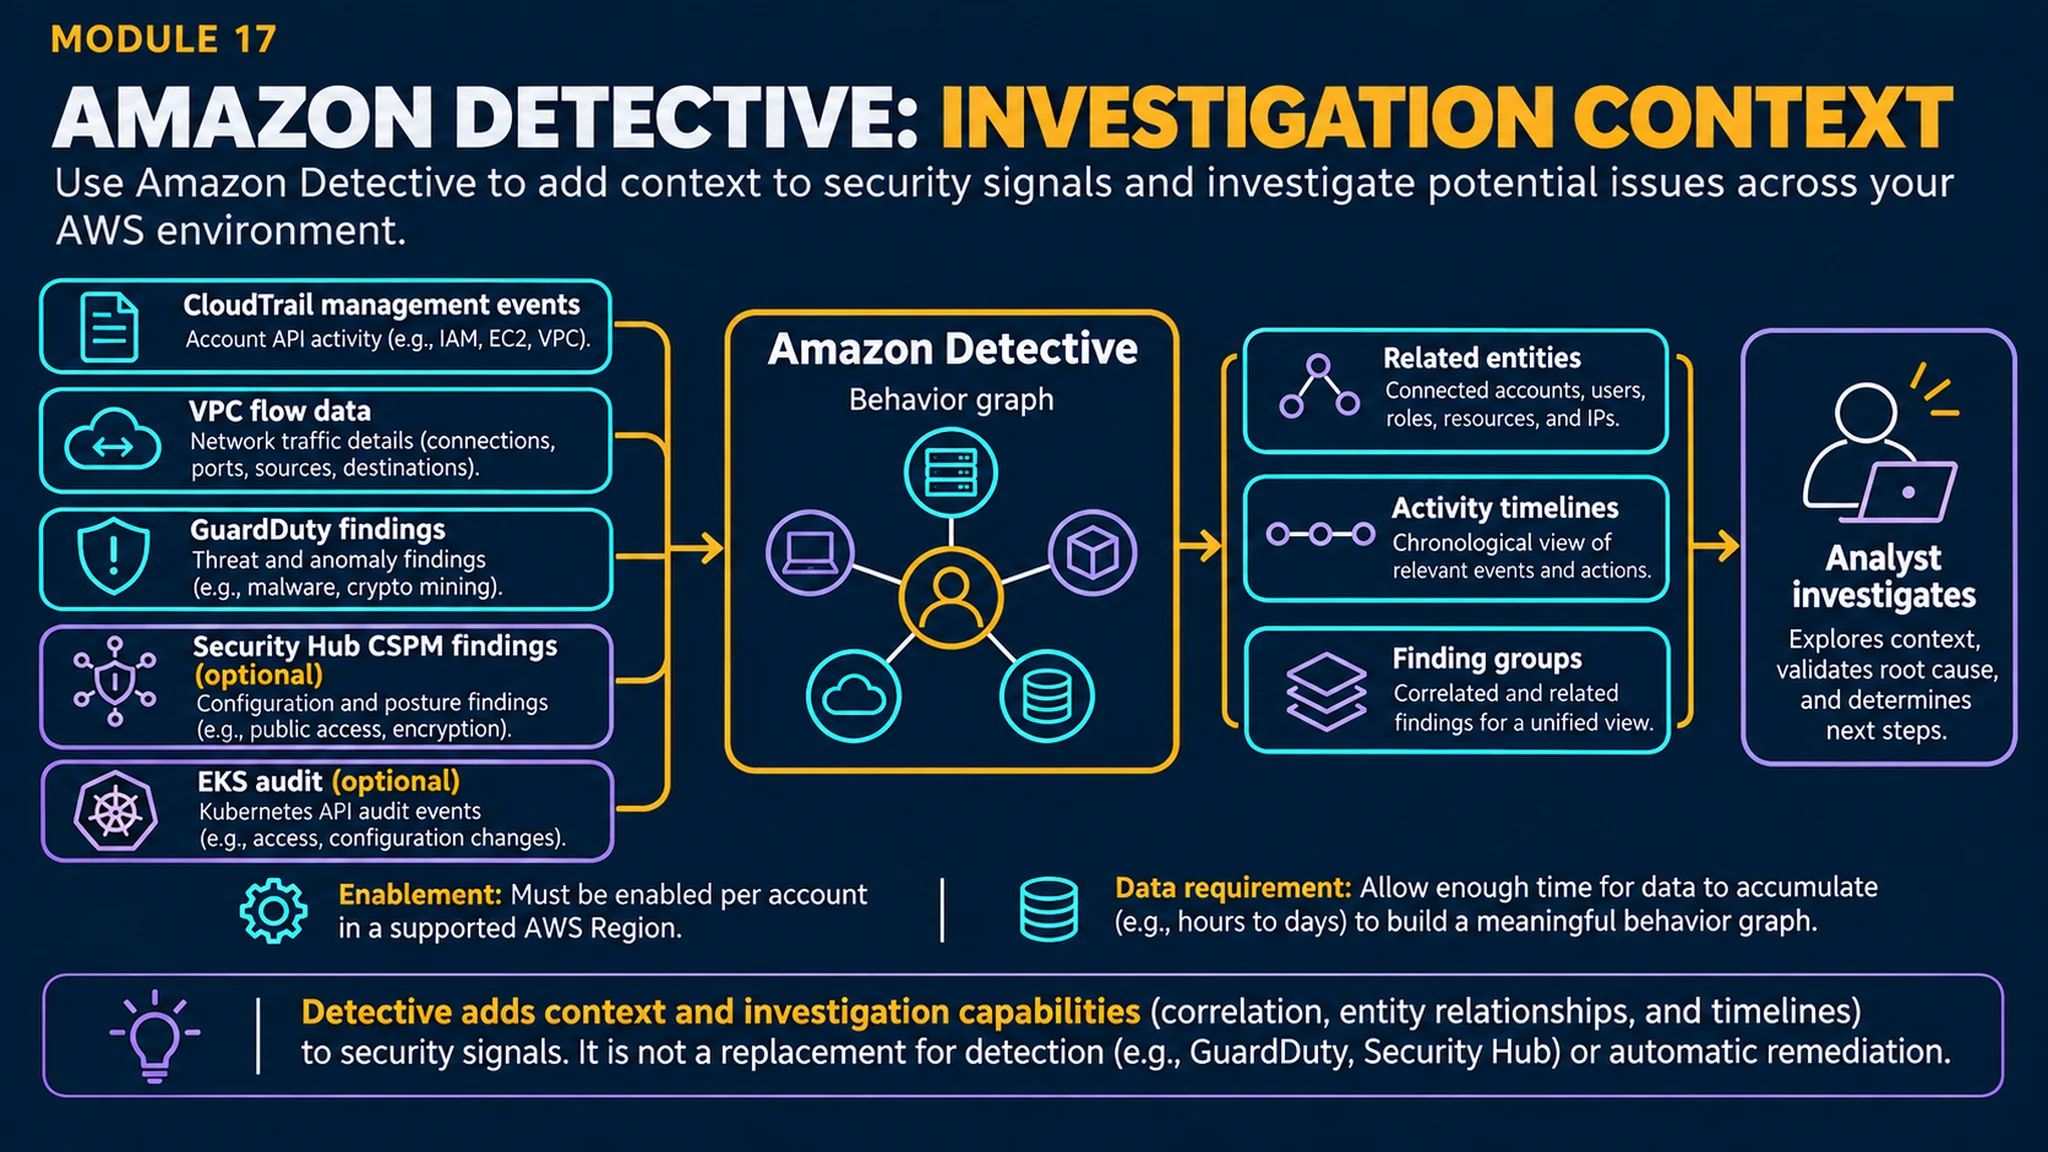 MODULE 17
AMAZON DETECTIVE: INVESTIGATION CONTEXT
Use Amazon Detective to add context to security signals and investigate potential issues across your
AWS environment.
CloudTrail management events
Account API activity (e.g., IAM, EC2, VPC).
VPC flow data
Network traffic details (connections,
ports, sources, destinations).
GuardDuty findings
Threat and anomaly findings
(e.g., malware, crypto mining).
Security Hub CSPM findings
(optional)
Configuration and posture findings
(e.g., public access, encryption).
EKS audit (optional)
Kubernetes API audit events
(e.g., access, configuration changes).
Amazon Detective
Behavior graph
Related entities
Connected accounts, users,
roles, resources, and IPs.
Activity timelines
Chronological view of
relevant events and actions.
Finding groups
Correlated and related
findings for a unified view.
Analyst
investigates
Explores context,
validates root cause,
and determines
next steps.
Enablement: Must be enabled per account
in a supported AWS Region.
Data requirement: Allow enough time for data to accumulate
(e.g., hours to days) to build a meaningful behavior graph.
Detective adds context and investigation capabilities (correlation, entity relationships, and timelines)
to security signals. It is not a replacement for detection (e.g., GuardDuty, Security Hub) or automatic remediation.